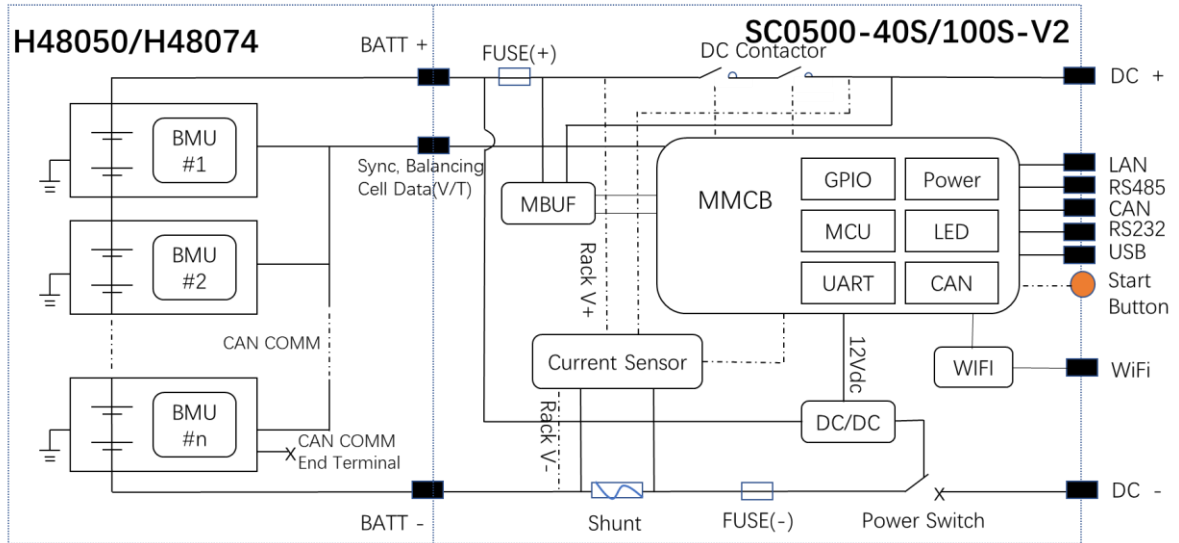 H48050/H48074
SC0500-40S/100S-V2
BATT +
FUSE(+)
DC Contactor
DC +
BMU
#1
Sync, Balancing
Cell Data(V/T)
MBUF
MMCB
GPIO
Power
MCU
LED
UART
CAN
LAN
RS485
CAN
RS232
USB
Start
Button
BMU
#2
CAN COMM
Rack V+
Current Sensor
12Vdc
WIFI
WiFi
BMU
#n
CAN COMM
End Terminal
Rack V-
DC/DC
BATT -
Shunt
FUSE(-)
Power Switch
DC -